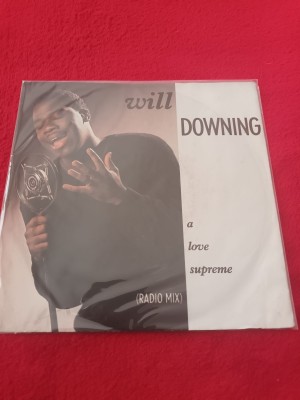 will
DOWNING
a
love
supreme
(RADIO MIX)